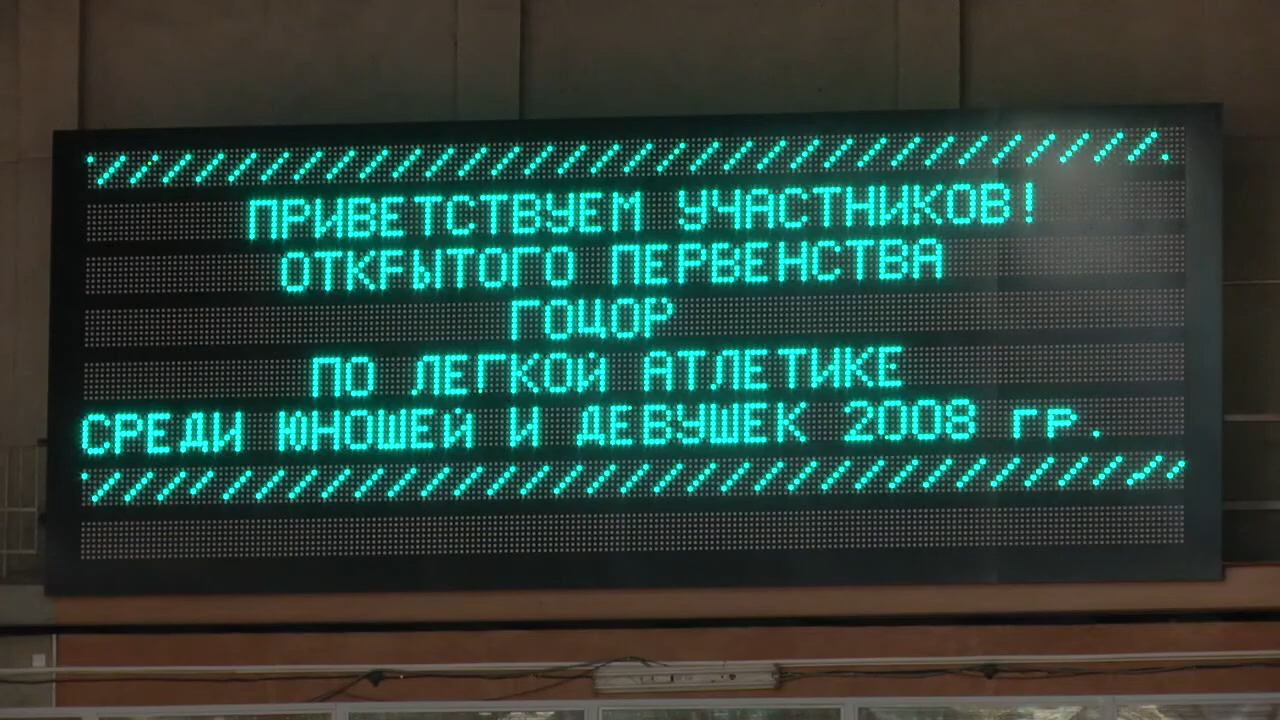 ////////////////////////////////.
ПРИВЕТСТВУЕМ УЧАСТНИКОВ!
ОТКРЫТОГО ПЕРВЕНСТВА
ГОЦОР
ПО ЛЕГКОЙ АТЛЕТИКЕ
СРЕДИ ЮНОШЕЙ И ДЕВУШЕК 2008 гр.
/////////////////////////////////